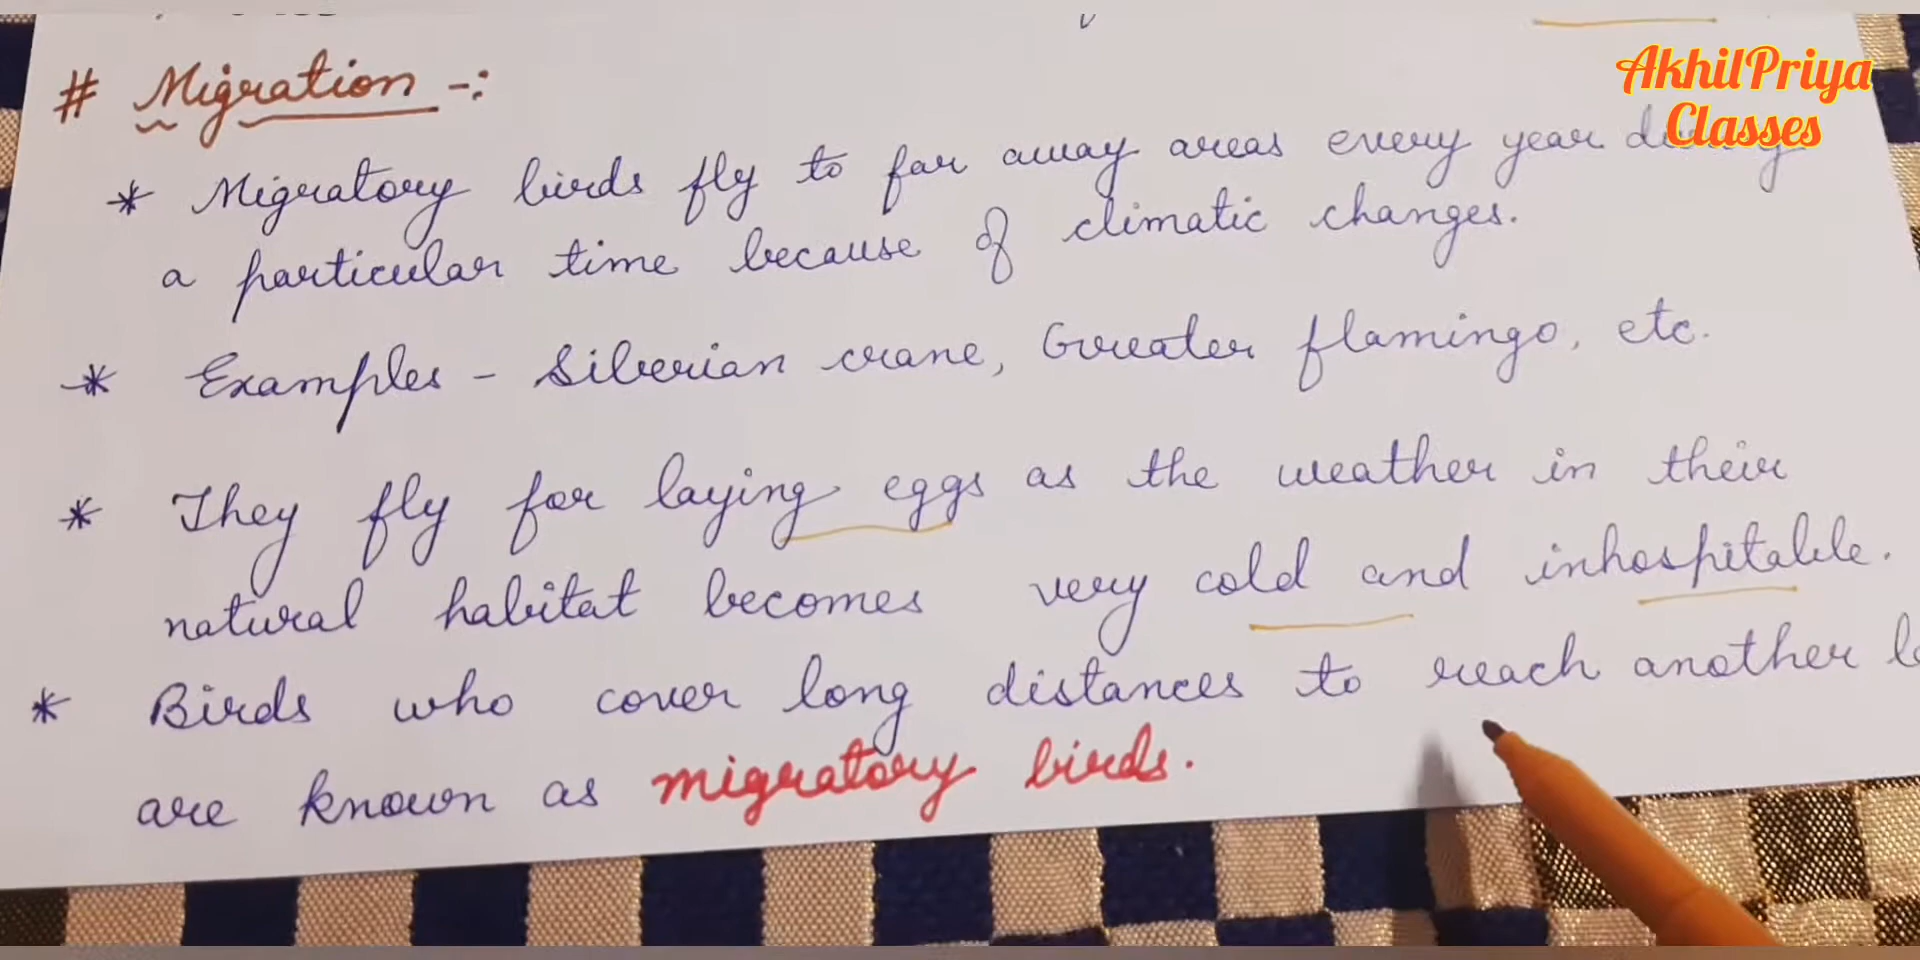 # Migration -:
AkhilPriya
Classes
* Migratory birds fly to far away areas every year
a particular time because of climatic changes.
* Examples - Siberian crane, Greater flamingo, etc.
* They fly for laying eggs as the weather in their
natural habitat becomes very cold and inhospitable.
* Birds who cover long distances to reach another
are known as migratory birds.